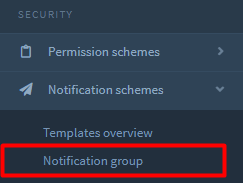 SECURITY
Permission schemes
Notification schemes
Templates overview
Notification group